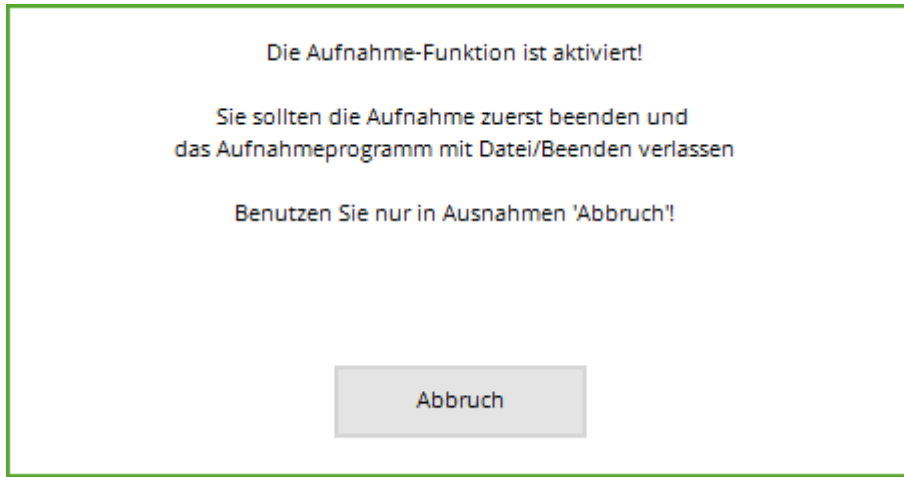 Die Aufnahme-Funktion ist aktiviert!
Sie sollten die Aufnahme zuerst beenden und
das Aufnahmeprogramm mit Datei/Beenden verlassen
Benutzen Sie nur in Ausnahmen 'Abbruch'!
Abbruch